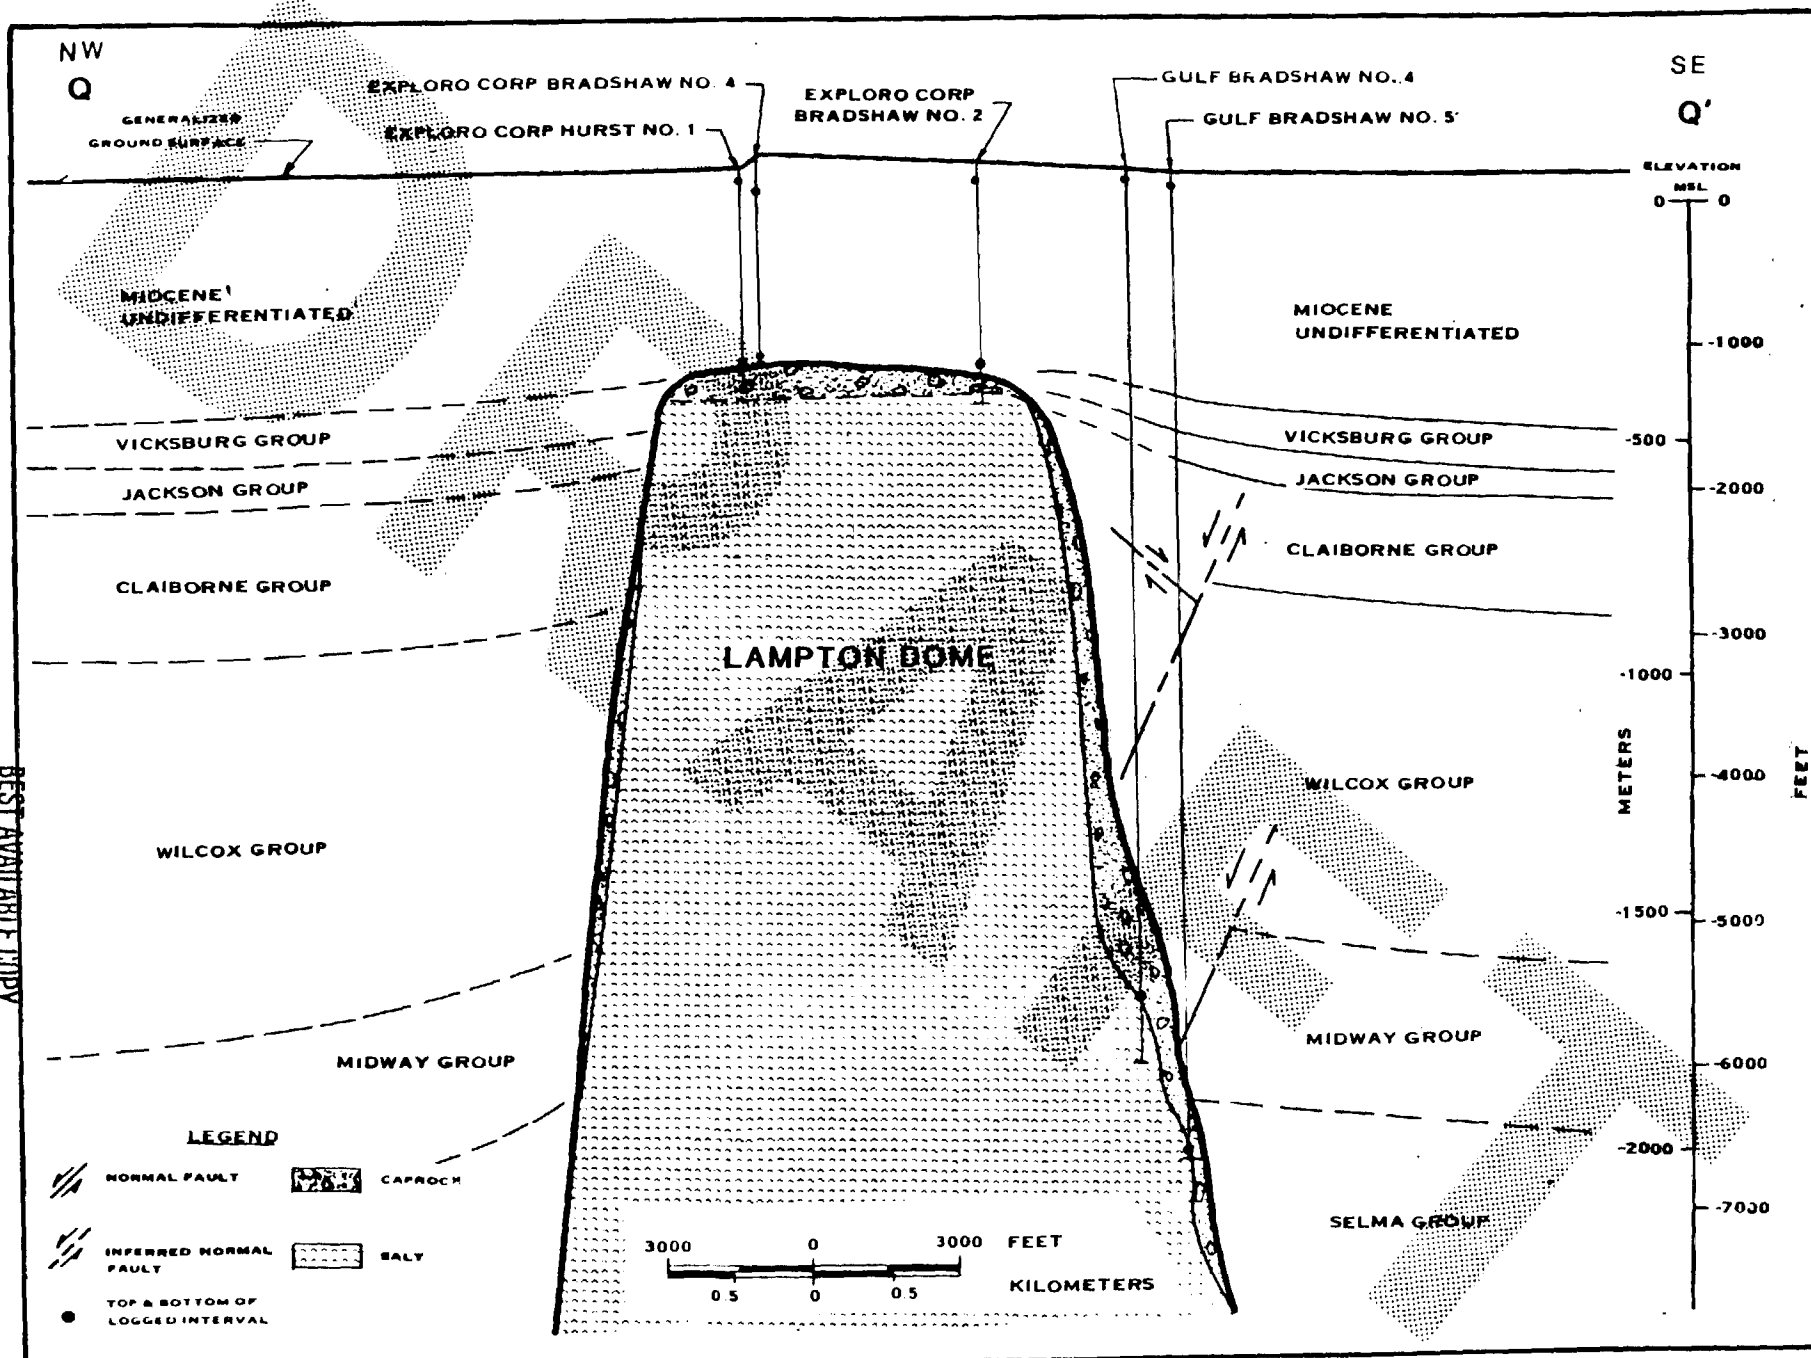 NW
Q
SE
Q'
EXPLORO CORP BRADSHAW NO. 4
EXPLORO CORP HURST NO. 1
EXPLORO CORP
BRADSHAW NO. 2
GULF BRADSHAW NO. 4
GULF BRADSHAW NO. 5
GENERALIZED
GROUND SURFACE
ELEVATION
MSL
0 0
MIOCENE
UNDIFFERENTIATED
MIOCENE
UNDIFFERENTIATED
-1000
VICKSBURG GROUP
VICKSBURG GROUP
-500
JACKSON GROUP
JACKSON GROUP
-2000
CLAIBORNE GROUP
CLAIBORNE GROUP
-3000
LAMPTON DOME
-1000
METERS
FEET
-4000
WILCOX GROUP
WILCOX GROUP
-1500
-5000
MIDWAY GROUP
MIDWAY GROUP
-6000
-2000
-7000
SELMA GROUP
LEGEND
NORMAL FAULT
CAPROCK
INFERRED NORMAL
FAULT
SALT
TOP & BOTTOM OF
LOGGED INTERVAL
3000 0 3000 FEET
0.5 0 0.5 KILOMETERS
BEST AVAILABLE COPY
DRAFT